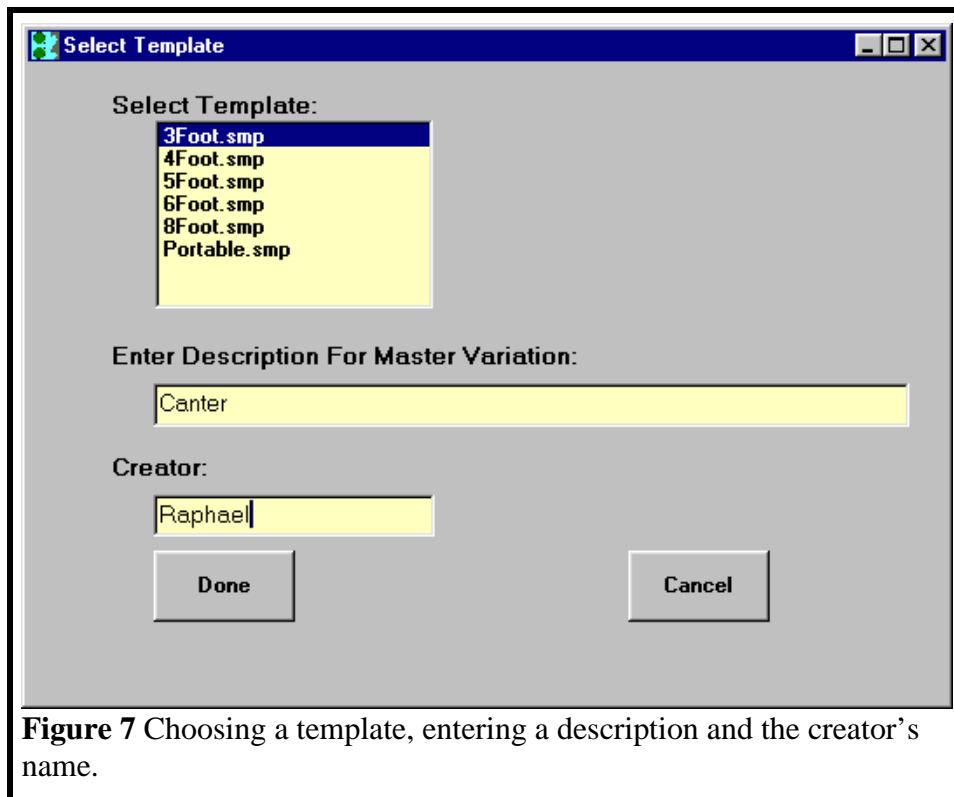 Select Template
Select Template:
3Foot.smp
4Foot.smp
5Foot.smp
6Foot.smp
8Foot.smp
Portable.smp
Enter Description For Master Variation:
Canter
Creator:
Raphael
Done Cancel
Figure 7 Choosing a template, entering a description and the creator's
name.